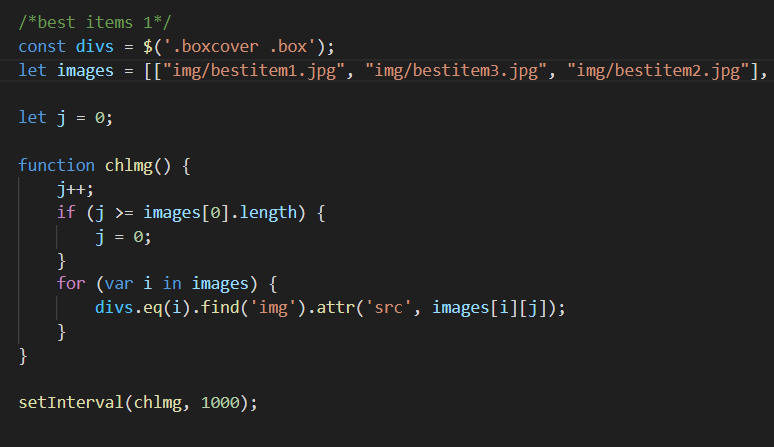 /*best items 1*/
const divs = $('.boxcover .box');
let images = [["img/bestitem1.jpg", "img/bestitem3.jpg", "img/bestitem2.jpg"],
let j = 0;
function chlmg() {
j++;
if (j >= images[0].length) {
j = 0;
}
for (var i in images) {
divs.eq(i).find('img').attr('src', images[i][j]);
}
}
setInterval(chlmg, 1000);